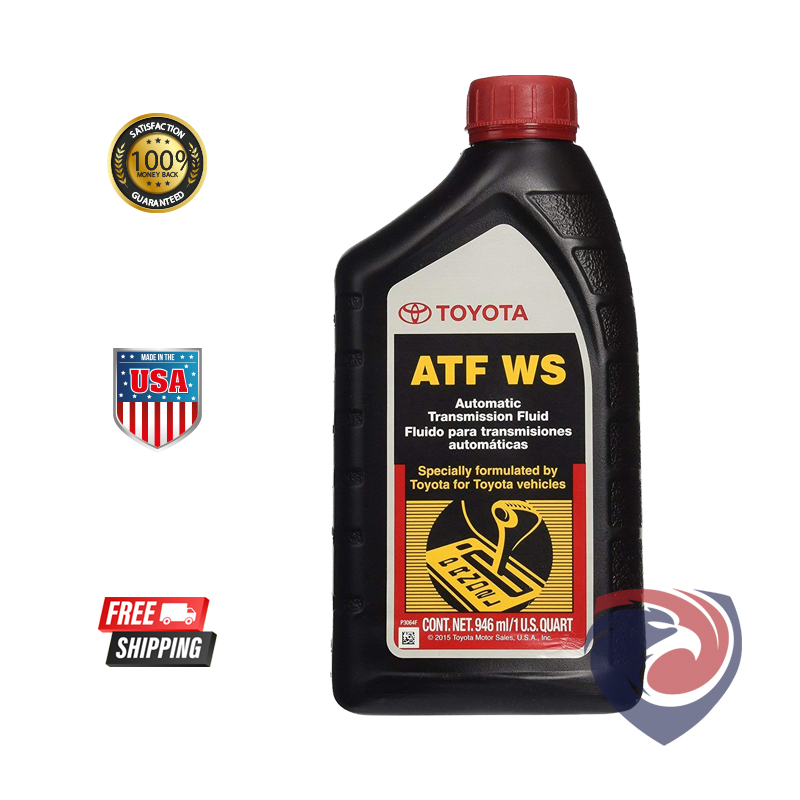 SATISFACTION
100%
MONEY BACK
GUARANTEED
MADE IN THE
USA
FREE
SHIPPING
TOYOTA
ATF WS
Automatic
Transmission Fluid
Fluido para transmisiones
automáticas
Specially formulated by
Toyota for Toyota vehicles
P3064F
CONT. NET. 946 ml/1 U.S. QUART
© 2015 Toyota Motor Sales, U.S.A., Inc.